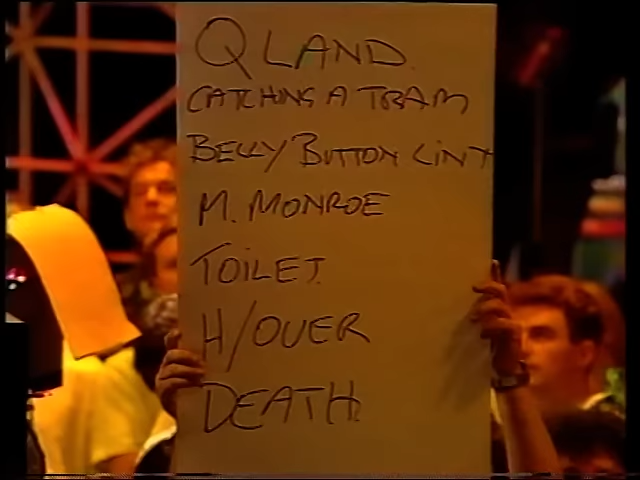 Q LAND.
CATCHING A TRAM
BELLY BUTTON LINT
M. MONROE
TOILET.
H/OVER
DEATH.